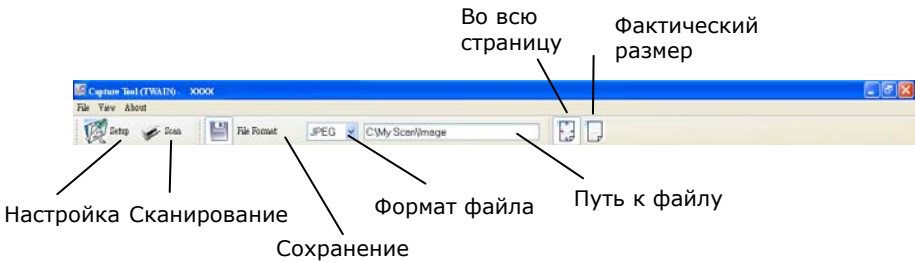 Во всю
страницу
Фактический
размер
Capture Tool (TWAIN) - XXXX
File View About
Setup Scan File Format JPEG C:\My Scan\Image
Настройка Сканирование Формат файла Путь к файлу
Сохранение